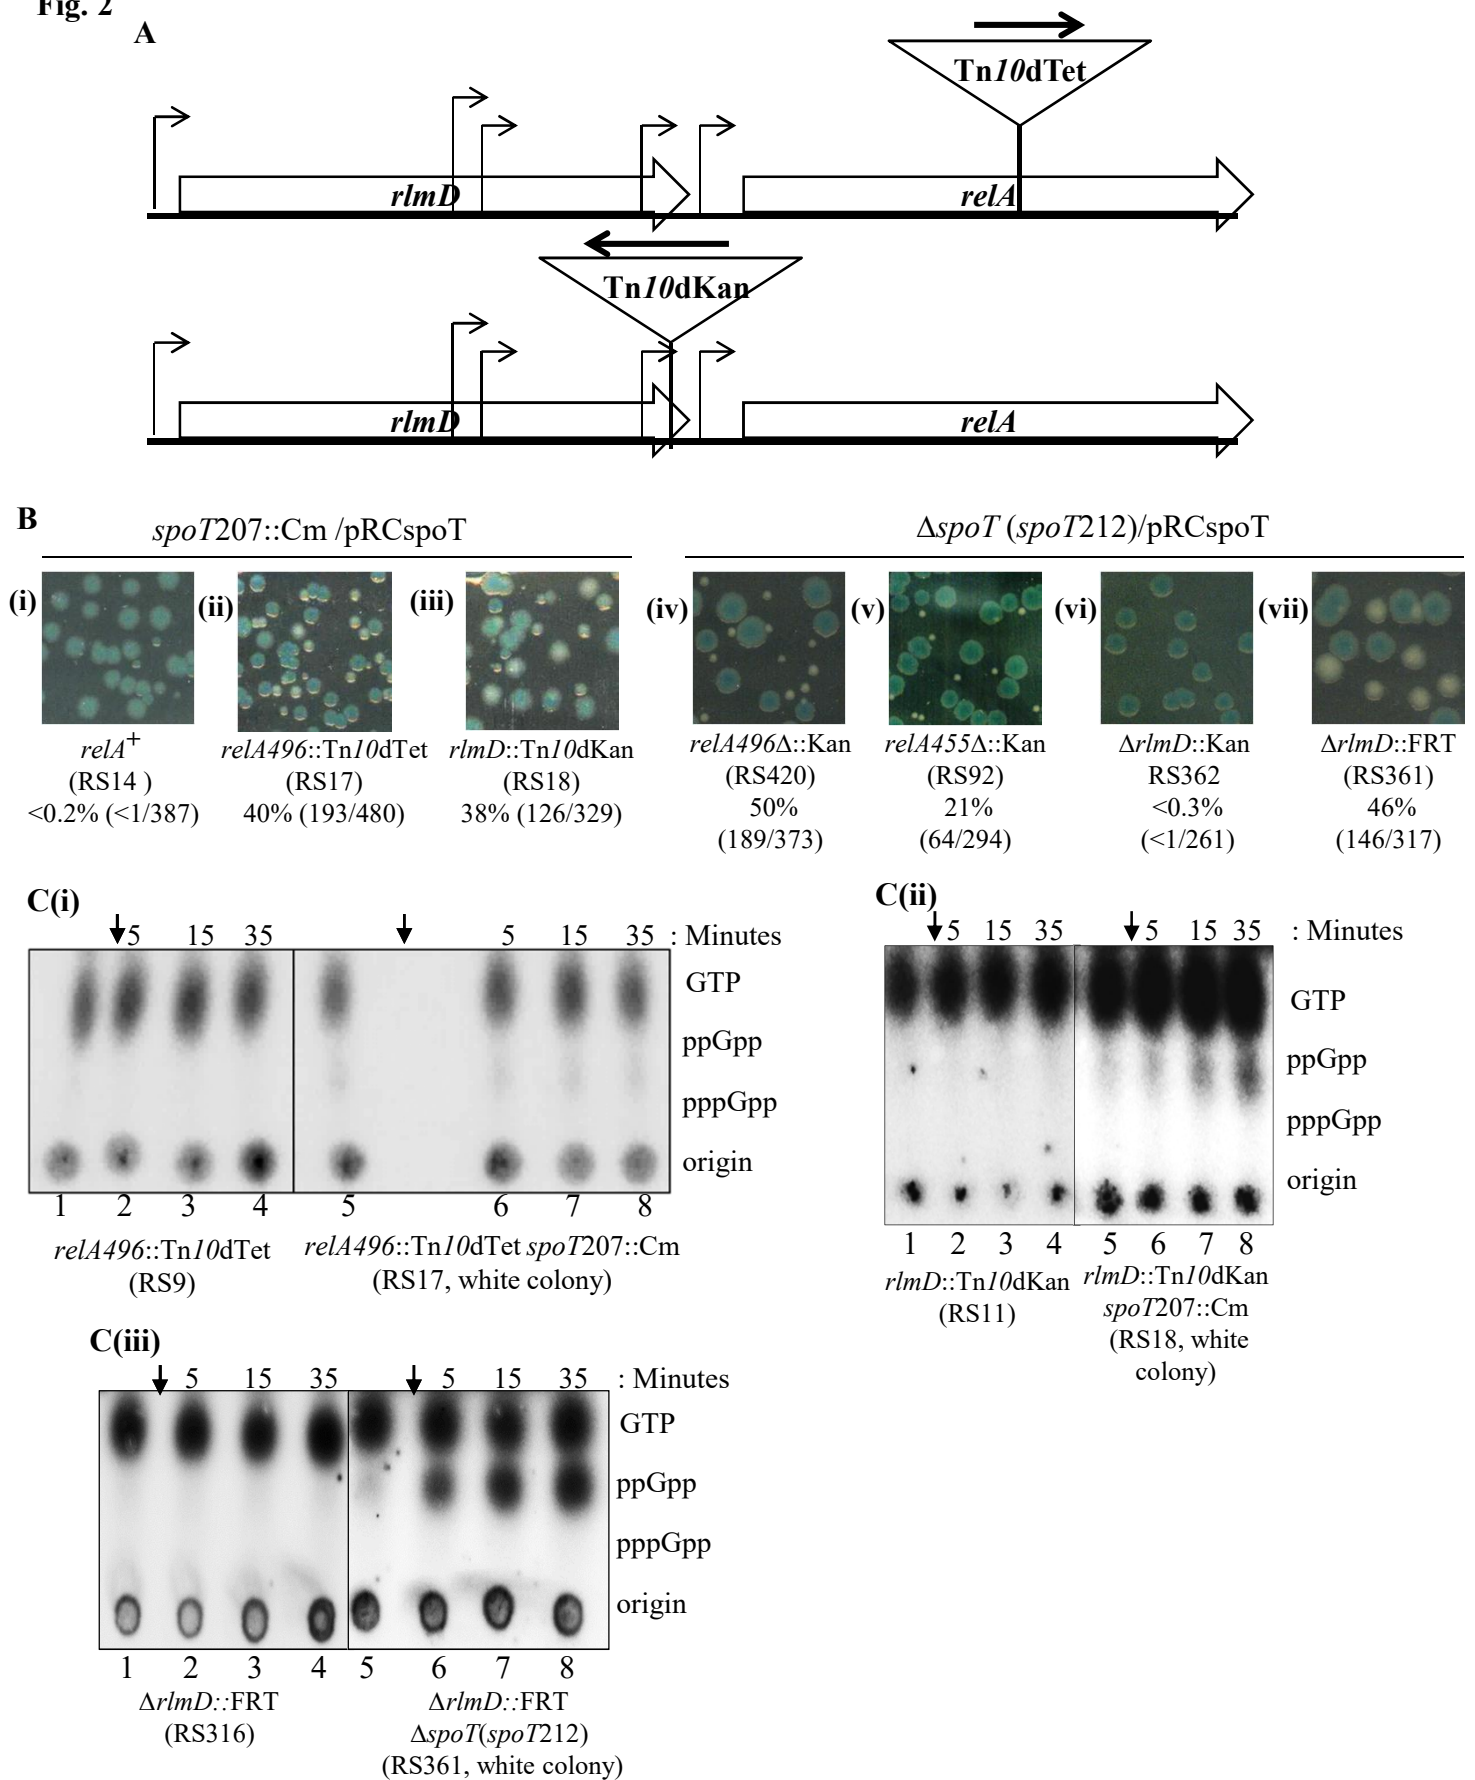 Fig. 2
A
Tn10dTet
rlmD
relA
Tn10dKan
rlmD
relA
B
spoT207::Cm /pRCspoT
ΔspoT (spoT212)/pRCspoT
(i)
(ii)
(iii)
(iv)
(v)
(vi)
(vii)
relA+
(RS14 )
<0.2% (<1/387)
relA496::Tn10dTet
(RS17)
40% (193/480)
rlmD::Tn10dKan
(RS18)
38% (126/329)
relA496Δ::Kan
(RS420)
50%
(189/373)
relA455Δ::Kan
(RS92)
21%
(64/294)
ΔrlmD::Kan
RS362
<0.3%
(<1/261)
ΔrlmD::FRT
(RS361)
46%
(146/317)
C(i)
5 15 35 5 15 35 : Minutes
GTP
ppGpp
pppGpp
origin
1 2 3 4 5 6 7 8
relA496::Tn10dTet
(RS9)
relA496::Tn10dTet spoT207::Cm
(RS17, white colony)
C(ii)
5 15 35 5 15 35 : Minutes
GTP
ppGpp
pppGpp
origin
1 2 3 4 5 6 7 8
rlmD::Tn10dKan
(RS11)
rlmD::Tn10dKan
spoT207::Cm
(RS18, white
colony)
C(iii)
5 15 35 5 15 35 : Minutes
GTP
ppGpp
pppGpp
origin
1 2 3 4 5 6 7 8
ΔrlmD::FRT
(RS316)
ΔrlmD::FRT
ΔspoT(spoT212)
(RS361, white colony)